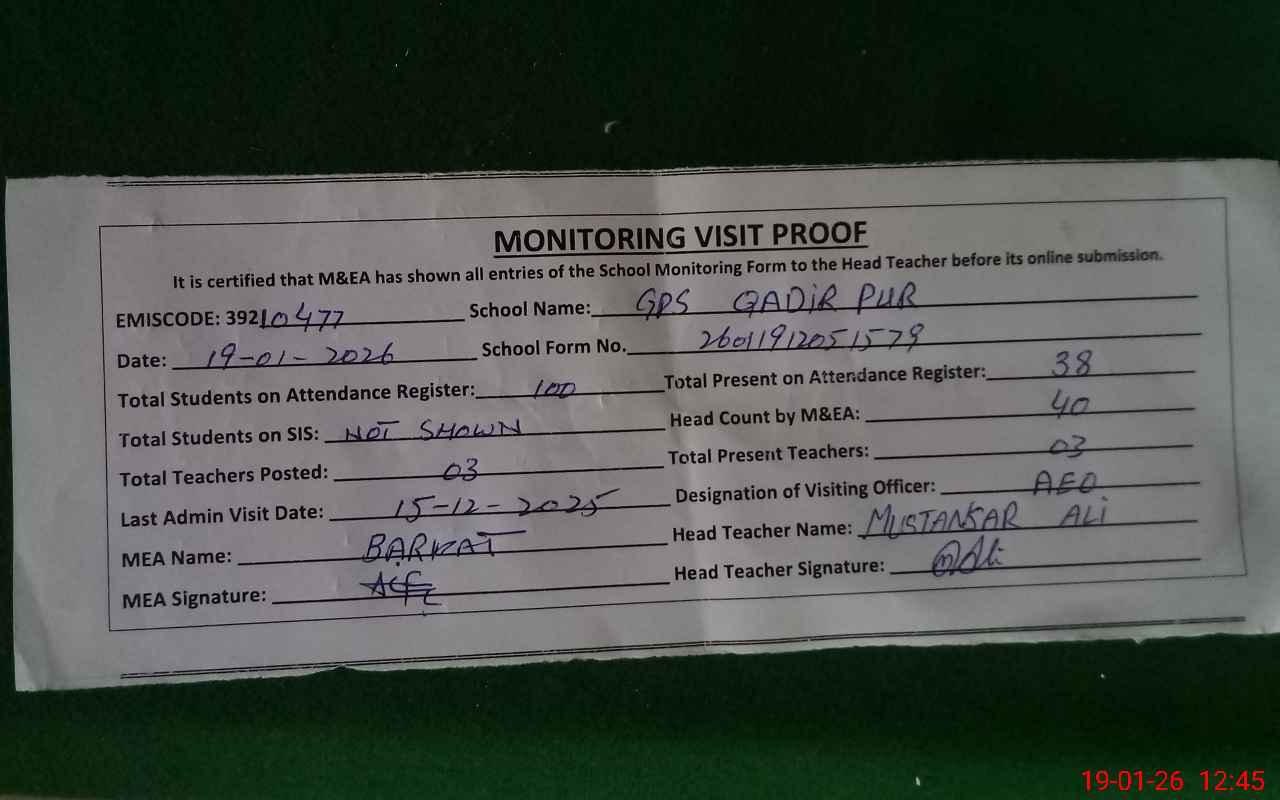 MONITORING VISIT PROOF
It is certified that M&EA has shown all entries of the School Monitoring Form to the Head Teacher before its online submission.
EMISCODE: 39210477 School Name: GPS QADIR PUR
Date: 19-01-2026 School Form No. 260119120515 79
Total Students on Attendance Register: 100 Total Present on Attendance Register: 38
Total Students on SIS: NOT SHOWN Head Count by M&EA: 40
Total Teachers Posted: 03 Total Present Teachers: 03
Last Admin Visit Date: 15-12-2025 Designation of Visiting Officer: AEO
MEA Name: BARKAT Head Teacher Name: MUSTANSAR ALI
MEA Signature: Head Teacher Signature:
19-01-26 12:45